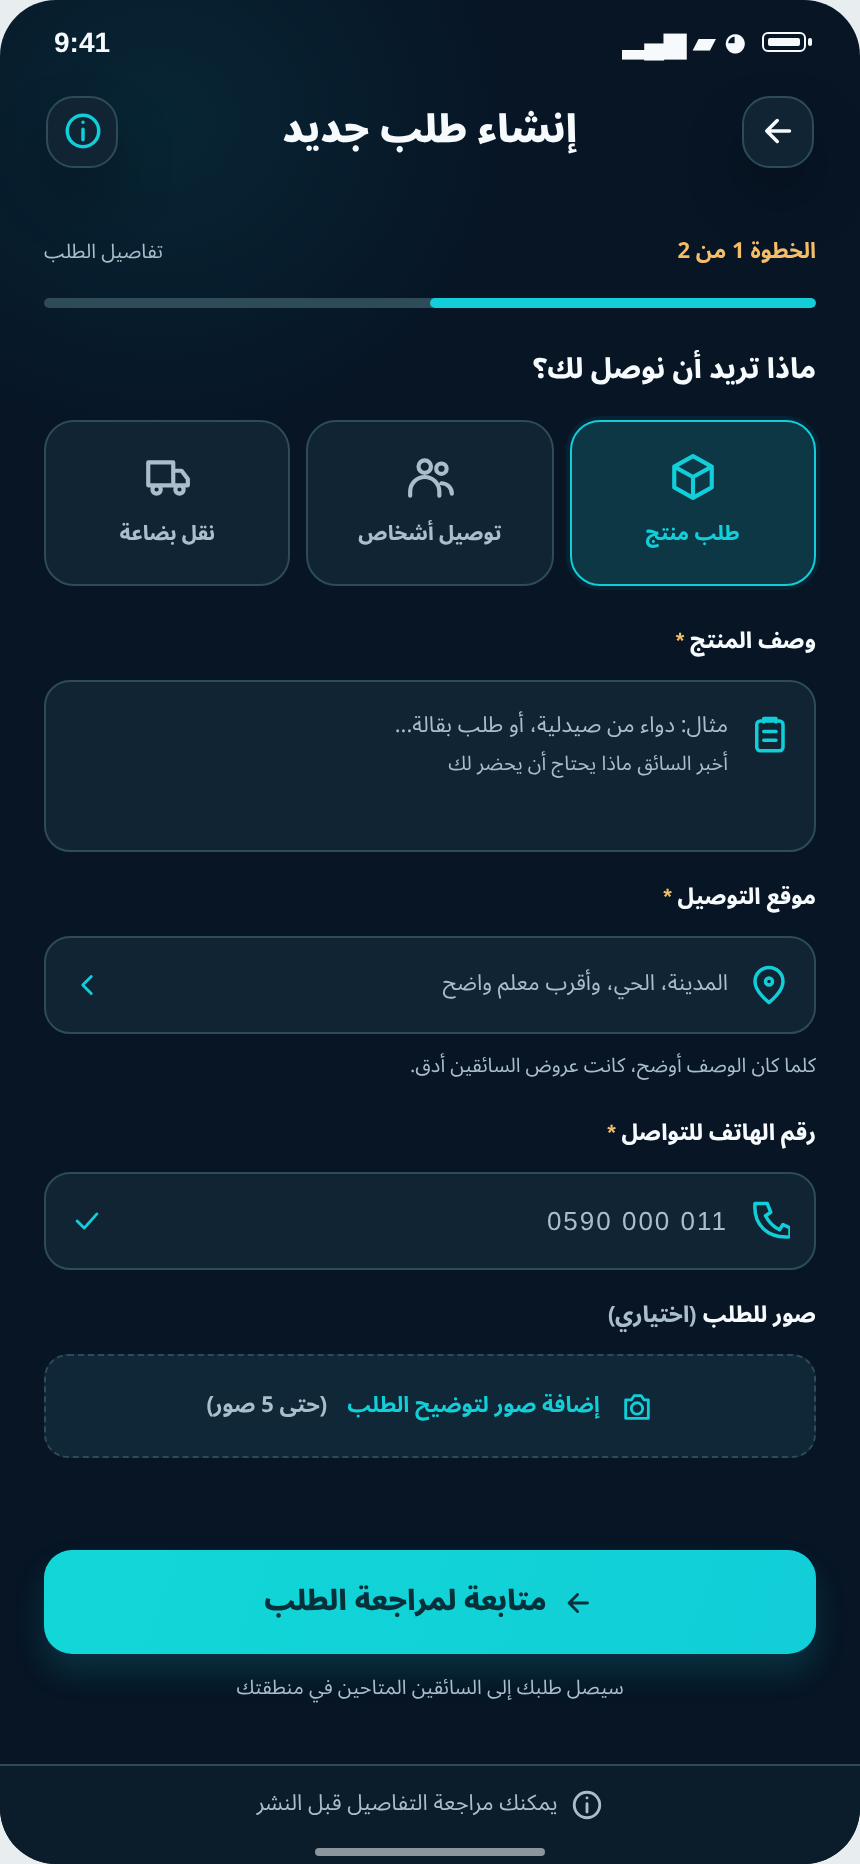 9:41
إنشاء طلب جديد
الخطوة 1 من 2
تفاصيل الطلب
ماذا تريد أن نوصل لك؟
طلب منتج
توصيل أشخاص
نقل بضاعة
وصف المنتج *
مثال: دواء من صيدلية، أو طلب بقالة...
أخبر السائق ماذا يحتاج أن يحضر لك
موقع التوصيل *
المدينة، الحي، وأقرب معلم واضح
كلما كان الوصف أوضح، كانت عروض السائقين أدق.
رقم الهاتف للتواصل *
0590 000 011
صور للطلب (اختياري)
إضافة صور لتوضيح الطلب (حتى 5 صور)
متابعة لمراجعة الطلب
سيصل طلبك إلى السائقين المتاحين في منطقتك
يمكنك مراجعة التفاصيل قبل النشر